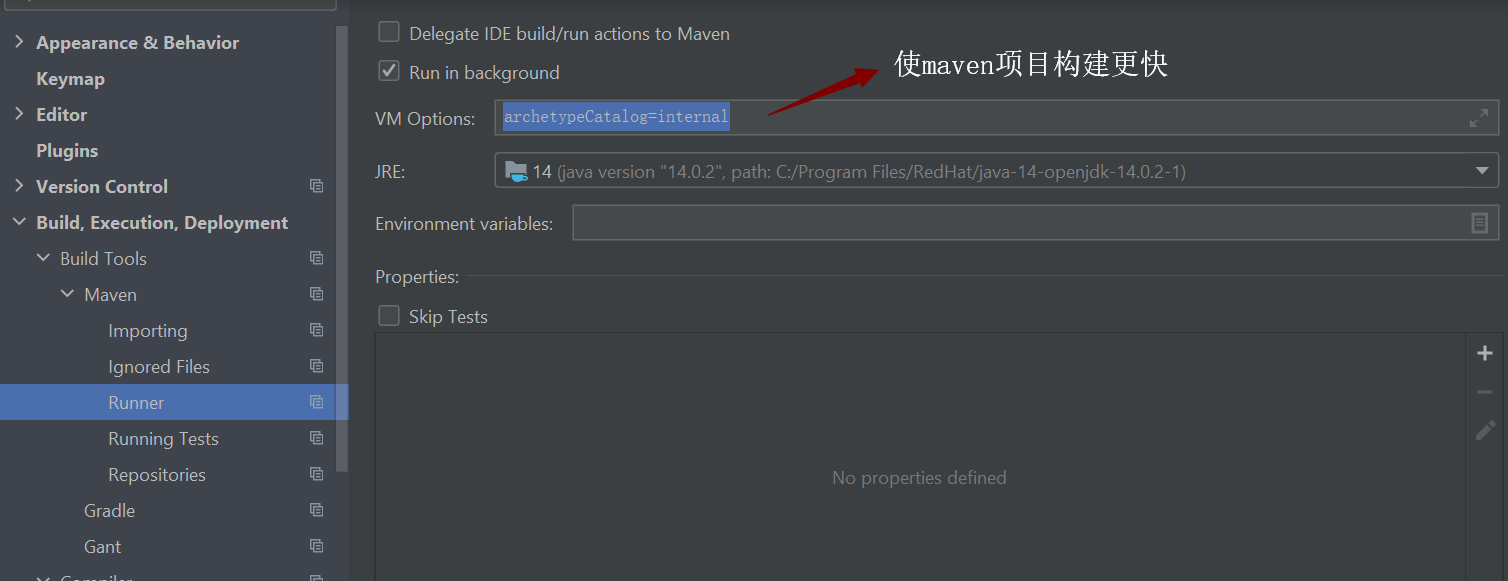 Appearance & Behavior
Keymap
Editor
Plugins
Version Control
Build, Execution, Deployment
Build Tools
Maven
Importing
Ignored Files
Runner
Running Tests
Repositories
Gradle
Gant
Compiler
Delegate IDE build/run actions to Maven
Run in background
使maven项目构建更快
VM Options: archetypeCatalog=internal
JRE: 14 (java version "14.0.2", path: C:/Program Files/RedHat/java-14-openjdk-14.0.2-1)
Environment variables:
Properties:
Skip Tests
No properties defined